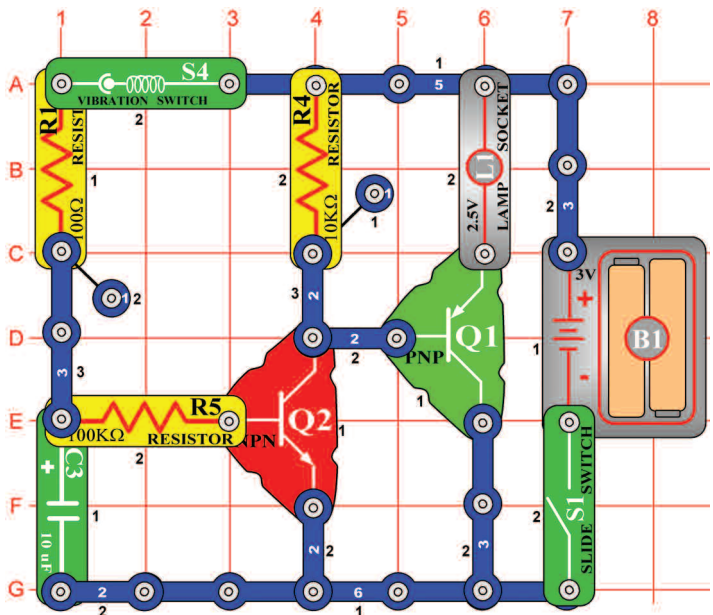 1 2 3 4 5 6 7 8
A
B
C
D
E
F
G
S4
VIBRATION SWITCH
2
R1
RESIST
100Ω
1
R4
RESISTOR
10KΩ
2
1
5
L1
LAMP SOCKET
2.5V
2
2
3
1
1
1 2
3V
+
-
B1
1
3
2
2
2
Q1
PNP
1
3
3
R5
RESISTOR
100KΩ
2
Q2
NPN
1
C3
+
10 uF
1
2
2
2
3
S1
SLIDE SWITCH
2
2
2
6
1